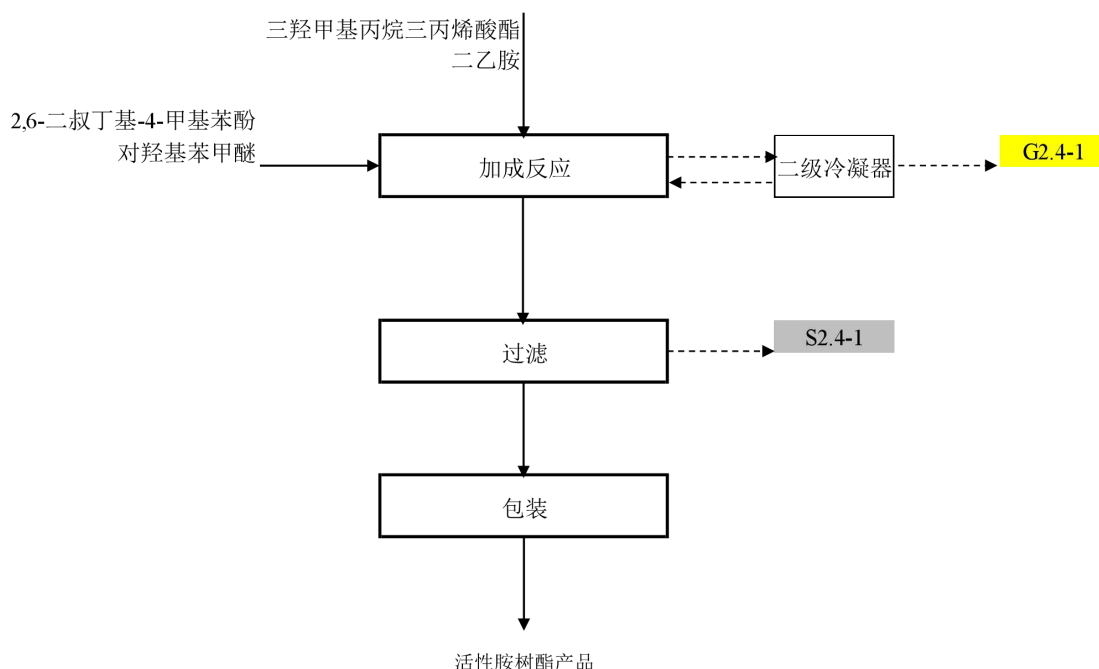 三羟甲基丙烷三丙烯酸酯
二乙胺
2,6-二叔丁基-4-甲基苯酚
对羟基苯甲醚
加成反应
二级冷凝器
G2.4-1
过滤
S2.4-1
包装
活性胺树酯产品